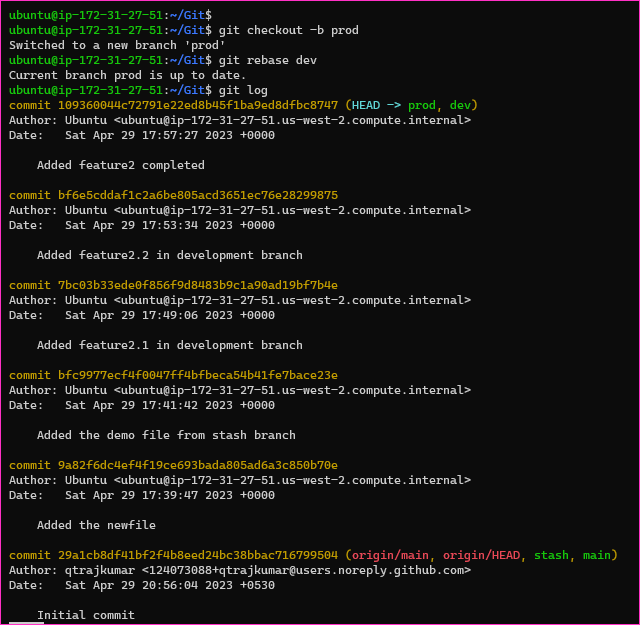 ubuntu@ip-172-31-27-51:~/Git$
ubuntu@ip-172-31-27-51:~/Git$ git checkout -b prod
Switched to a new branch 'prod'
ubuntu@ip-172-31-27-51:~/Git$ git rebase dev
Current branch prod is up to date.
ubuntu@ip-172-31-27-51:~/Git$ git log
commit 109360044c72791e22ed8b45f1ba9ed8dfbc8747 (HEAD -> prod, dev)
Author: Ubuntu <ubuntu@ip-172-31-27-51.us-west-2.compute.internal>
Date:   Sat Apr 29 17:57:27 2023 +0000

    Added feature2 completed

commit bf6e5cddaf1c2a6be805acd3651ec76e28299875
Author: Ubuntu <ubuntu@ip-172-31-27-51.us-west-2.compute.internal>
Date:   Sat Apr 29 17:53:34 2023 +0000

    Added feature2.2 in development branch

commit 7bc03b33ede0f856f9d8483b9c1a90ad19bf7b4e
Author: Ubuntu <ubuntu@ip-172-31-27-51.us-west-2.compute.internal>
Date:   Sat Apr 29 17:49:06 2023 +0000

    Added feature2.1 in development branch

commit bfc9977ecf4f0047ff4bfbeca54b41fe7bace23e
Author: Ubuntu <ubuntu@ip-172-31-27-51.us-west-2.compute.internal>
Date:   Sat Apr 29 17:41:42 2023 +0000

    Added the demo file from stash branch

commit 9a82f6dc4ef4f19ce693bada805ad6a3c850b70e
Author: Ubuntu <ubuntu@ip-172-31-27-51.us-west-2.compute.internal>
Date:   Sat Apr 29 17:39:47 2023 +0000

    Added the newfile

commit 29a1cb8df41bf2f4b8eed24bc38bbac716799504 (origin/main, origin/HEAD, stash, main)
Author: qtrajkumar <124073088+qtrajkumar@users.noreply.github.com>
Date:   Sat Apr 29 20:56:04 2023 +0530

    Initial commit